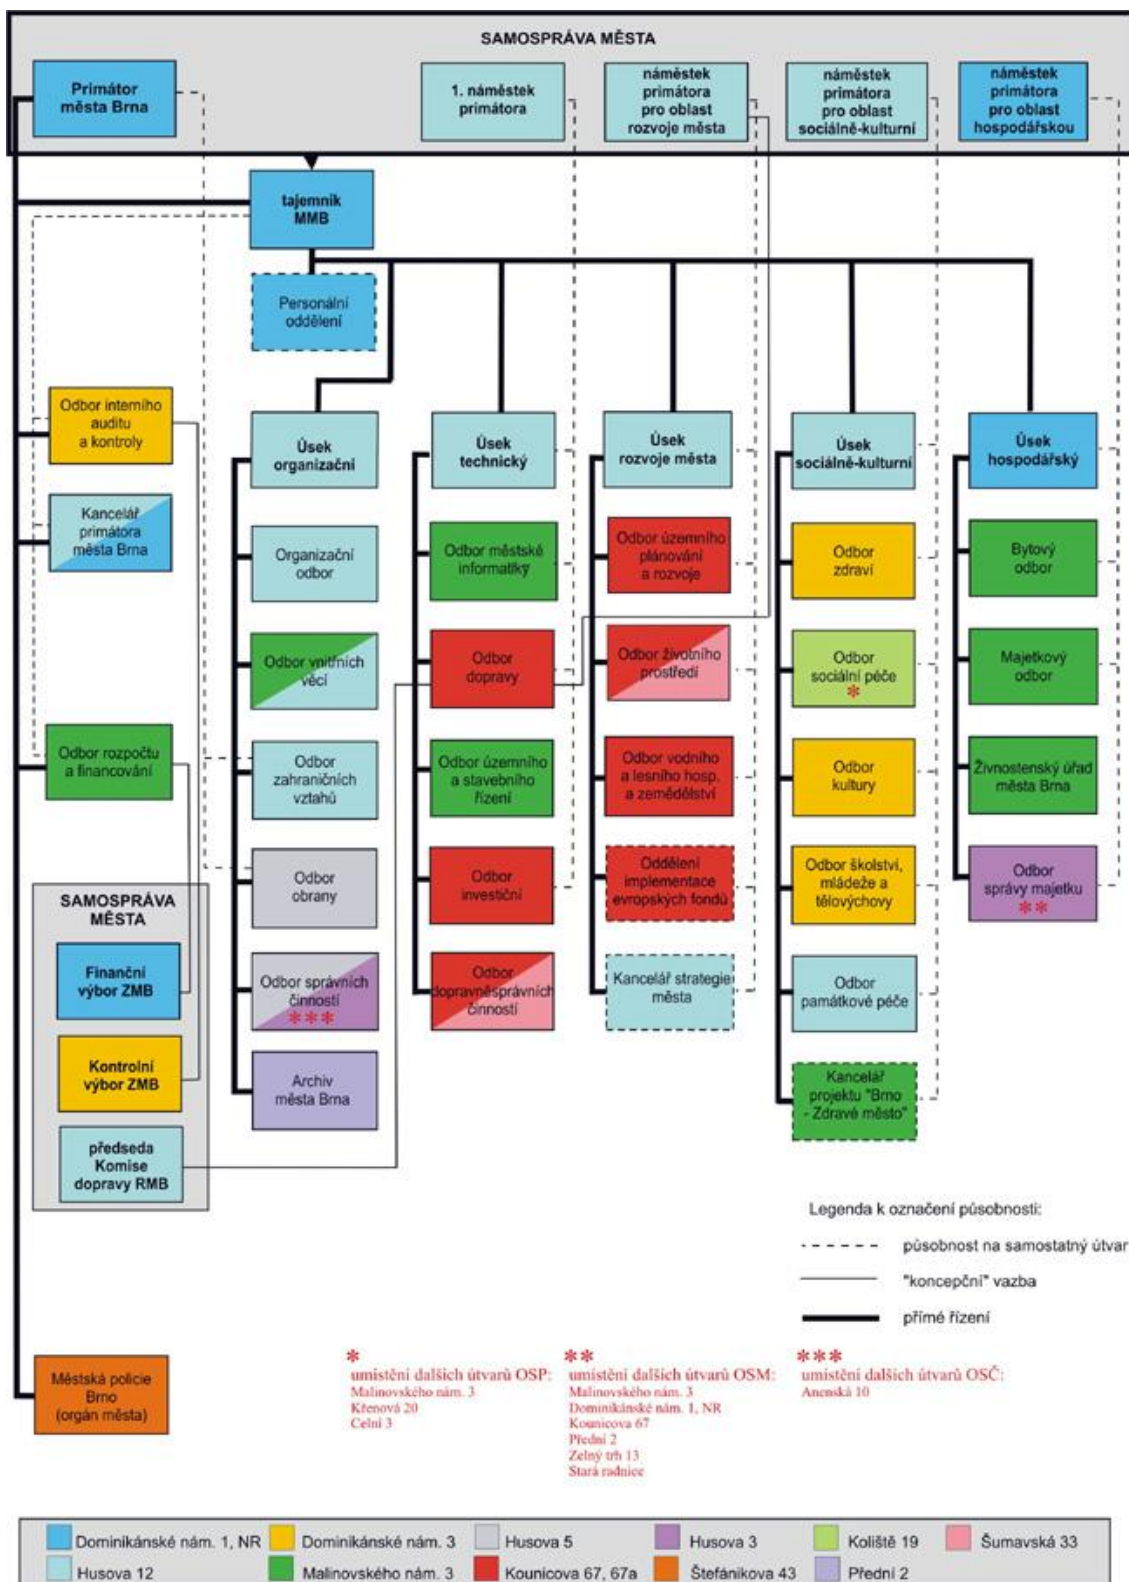 SAMOSPRÁVA MĚSTA
Primátor
města Brna
1. náměstek
primátora
náměstek
primátora
pro oblast
rozvoje města
náměstek
primátora
pro oblast
sociálně-kulturní
náměstek
primátora
pro oblast
hospodářskou
tajemník
MMB
Personální
oddělení
Odbor interního
auditu
a kontroly
Kancelář
primátora
města Brna
Odbor rozpočtu
a financování
Úsek
organizační
Organizační
odbor
Odbor vnitřních
věcí
Odbor
zahraničních
vztahů
Odbor
obrany
Odbor správních
činností
***
Archiv
města Brna
Úsek
technický
Odbor městské
informatiky
Odbor
dopravy
Odbor územního
a stavebního
řízení
Odbor
investiční
Odbor
dopravněsprávních
činností
Úsek
rozvoje města
Odbor územního
plánování
a rozvoje
Odbor životního
prostředí
Odbor vodního
a lesního hosp.
a zemědělství
Oddělení
implementace
evropských fondů
Kancelář strategie
města
Úsek
sociálně-kulturní
Odbor
zdraví
Odbor
sociální péče
*
Odbor
kultury
Odbor školství,
mládeže a
tělovýchovy
Odbor
památkové péče
Kancelář
projektu "Brno
- Zdravé město"
Úsek
hospodářský
Bytový
odbor
Majetkový
odbor
Živnostenský úřad
města Brna
Odbor
správy majetku
**
SAMOSPRÁVA
MĚSTA
Finanční
výbor ZMB
Kontrolní
výbor ZMB
předseda
Komise
dopravy RMB
Městská policie
Brno
(orgán města)
Legenda k označení působnosti:
působnost na samostatný útvar
"koncepční" vazba
přímé řízení
*
umístění dalších útvarů OSP:
Malinovského nám. 3
Křenová 20
Celní 3
**
umístění dalších útvarů OSM:
Malinovského nám. 3
Dominikánské nám. 1, NR
Kounicova 67
Přední 2
Zelný trh 13
Stará radnice
***
umístění dalších útvarů OSČ:
Anenská 10
Dominikánské nám. 1, NR
Dominikánské nám. 3
Husova 5
Husova 3
Koliště 19
Šumavská 33
Husova 12
Malinovského nám. 3
Kounicova 67, 67a
Štefánikova 43
Přední 2